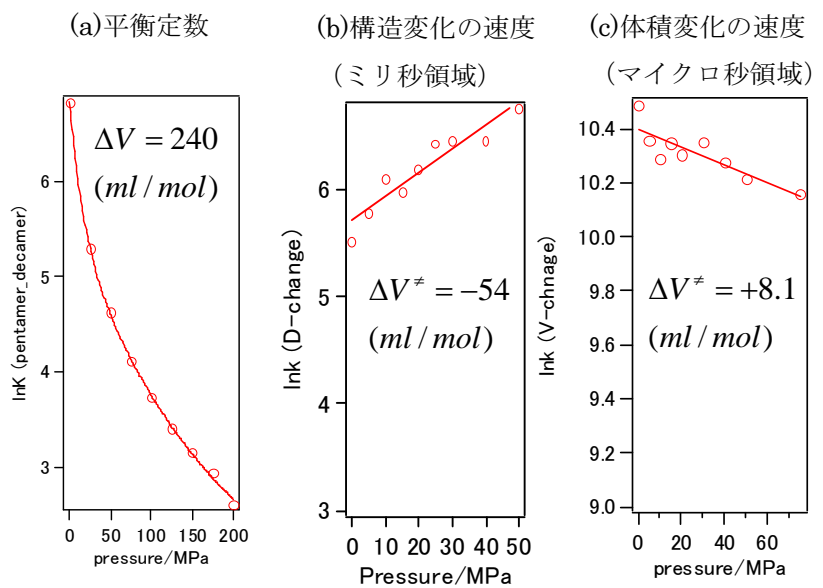 (a)平衡定数
6
5
4
3
lnK (pentamer_decamer)
ΔV = 240
(ml/mol)
0 50 100 150 200
pressure/MPa
(b)構造変化の速度
(ミリ秒領域)
6
5
4
3
lnk (D-change)
ΔV≠ = −54
(ml/mol)
0 10 20 30 40 50
Pressure/MPa
(c)体積変化の速度
(マイクロ秒領域)
10.4
10.2
10.0
9.8
9.6
9.4
9.2
9.0
lnk (V-chnage)
ΔV≠ = +8.1
(ml/mol)
0 20 40 60
pressure/MPa